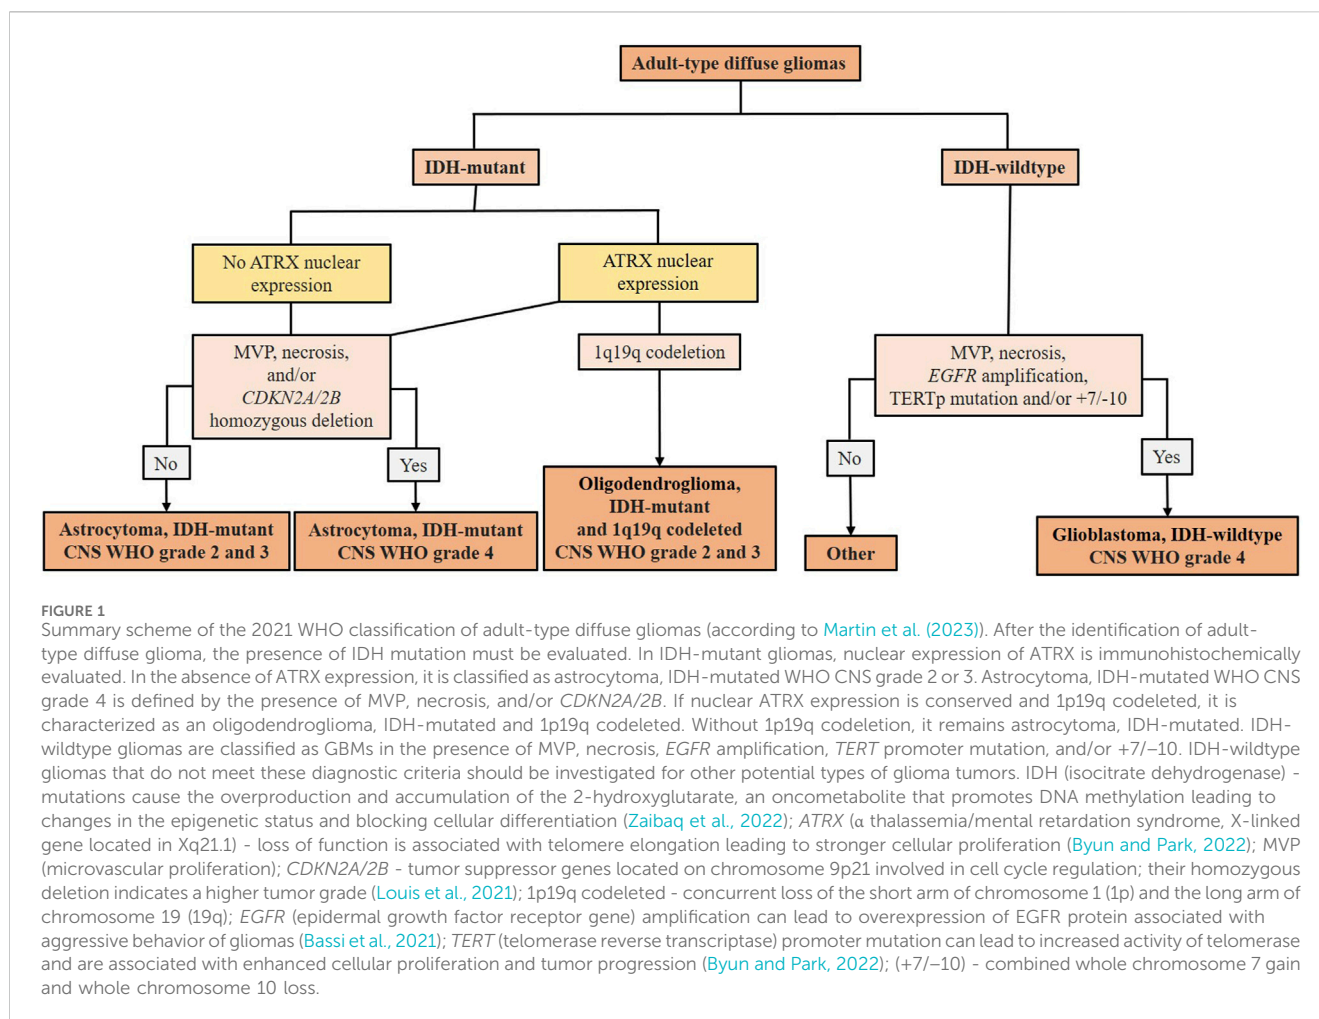 Adult-type diffuse gliomas
IDH-mutant
IDH-wildtype
No ATRX nuclear
expression
ATRX nuclear
expression
MVP, necrosis,
and/or
CDKN2A/2B
homozygous deletion
1q19q codeletion
MVP, necrosis,
EGFR amplification,
TERTp mutation and/or +7/-10
No
Yes
No
Yes
Astrocytoma, IDH-mutant
CNS WHO grade 2 and 3
Astrocytoma, IDH-mutant
CNS WHO grade 4
Oligodendroglioma,
IDH-mutant
and 1q19q codeleted
CNS WHO grade 2 and 3
Other
Glioblastoma, IDH-wildtype
CNS WHO grade 4
FIGURE 1
Summary scheme of the 2021 WHO classification of adult-type diffuse gliomas (according to Martin et al. (2023)). After the identification of adult-
type diffuse glioma, the presence of IDH mutation must be evaluated. In IDH-mutant gliomas, nuclear expression of ATRX is immunohistochemically
evaluated. In the absence of ATRX expression, it is classified as astrocytoma, IDH-mutated WHO CNS grade 2 or 3. Astrocytoma, IDH-mutated WHO CNS
grade 4 is defined by the presence of MVP, necrosis, and/or CDKN2A/2B. If nuclear ATRX expression is conserved and 1p19q codeleted, it is
characterized as an oligodendroglioma, IDH-mutated and 1p19q codeleted. Without 1p19q codeletion, it remains astrocytoma, IDH-mutated. IDH-
wildtype gliomas are classified as GBMs in the presence of MVP, necrosis, EGFR amplification, TERT promoter mutation, and/or +7/–10. IDH-wildtype
gliomas that do not meet these diagnostic criteria should be investigated for other potential types of glioma tumors. IDH (isocitrate dehydrogenase) -
mutations cause the overproduction and accumulation of the 2-hydroxyglutarate, an oncometabolite that promotes DNA methylation leading to
changes in the epigenetic status and blocking cellular differentiation (Zaibaq et al., 2022); ATRX (α thalassemia/mental retardation syndrome, X-linked
gene located in Xq21.1) - loss of function is associated with telomere elongation leading to stronger cellular proliferation (Byun and Park, 2022); MVP
(microvascular proliferation); CDKN2A/2B - tumor suppressor genes located on chromosome 9p21 involved in cell cycle regulation; their homozygous
deletion indicates a higher tumor grade (Louis et al., 2021); 1p19q codeleted - concurrent loss of the short arm of chromosome 1 (1p) and the long arm of
chromosome 19 (19q); EGFR (epidermal growth factor receptor gene) amplification can lead to overexpression of EGFR protein associated with
aggressive behavior of gliomas (Bassi et al., 2021); TERT (telomerase reverse transcriptase) promoter mutation can lead to increased activity of telomerase
and are associated with enhanced cellular proliferation and tumor progression (Byun and Park, 2022); (+7/–10) - combined whole chromosome 7 gain
and whole chromosome 10 loss.